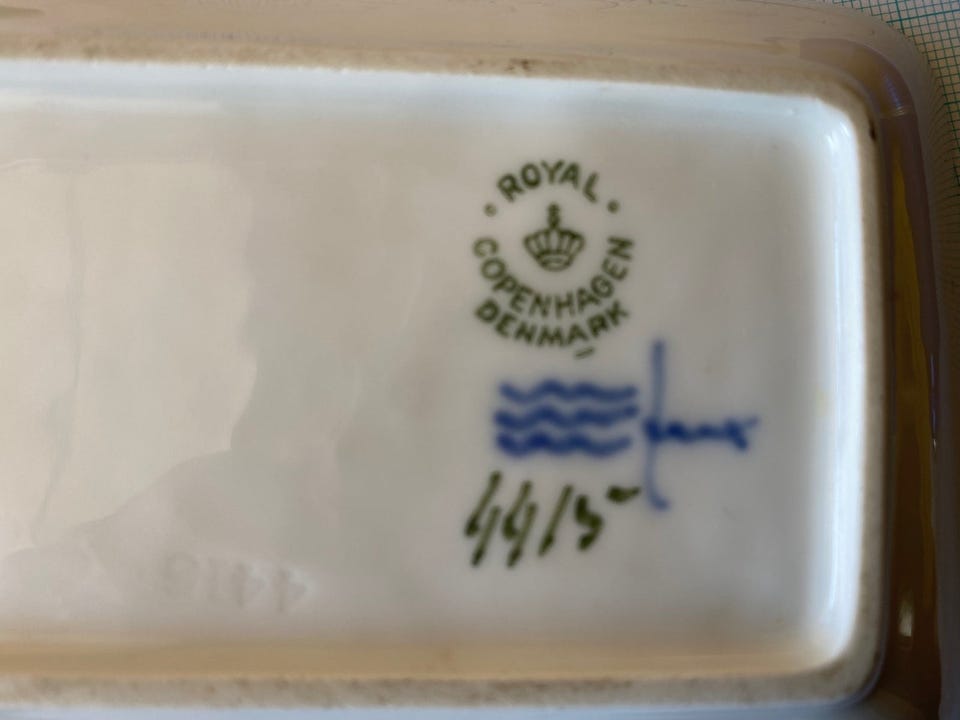 ROYAL
COPENHAGEN
DENMARK
4415